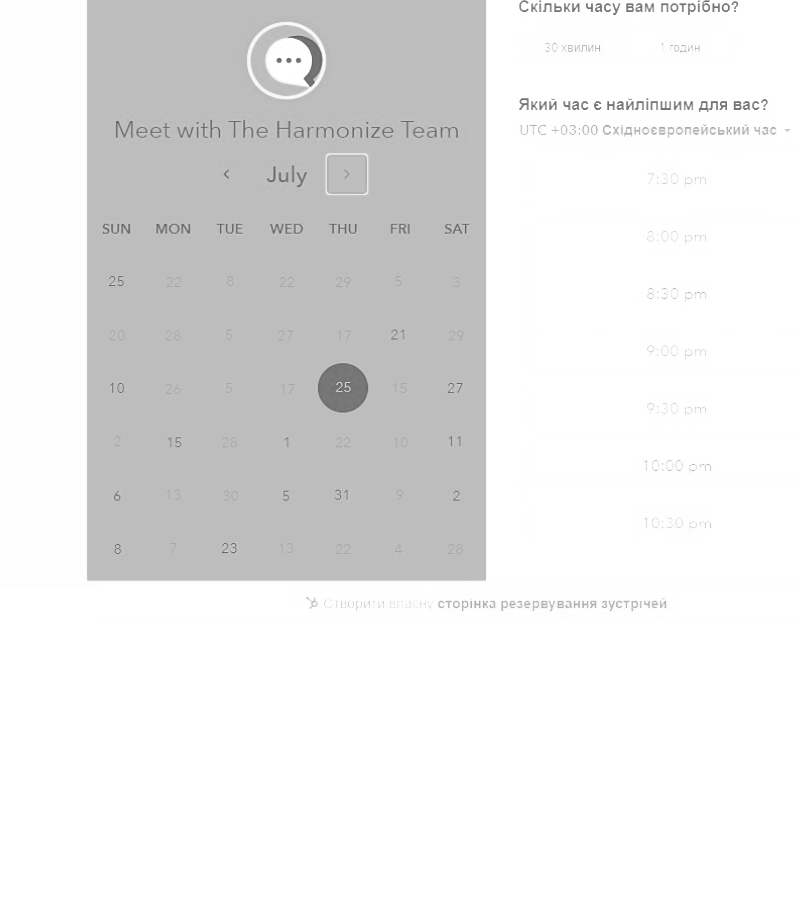 Meet with The Harmonize Team
July
SUN MON TUE WED THU FRI SAT
25 22 8 22 29 5 3
20 28 5 27 17 21 29
10 26 5 17 25 15 27
2 15 28 1 22 10 11
6 13 30 5 31 9 2
8 7 23 13 22 4 28
Скільки часу вам потрібно?
30 хвилин 1 годин
Який час є найліпшим для вас?
UTC +03:00 Східноєвропейський час
7:30 pm
8:00 pm
8:30 pm
9:00 pm
9:30 pm
10:00 pm
10:30 pm
Створити власну сторінка резервування зустрічей